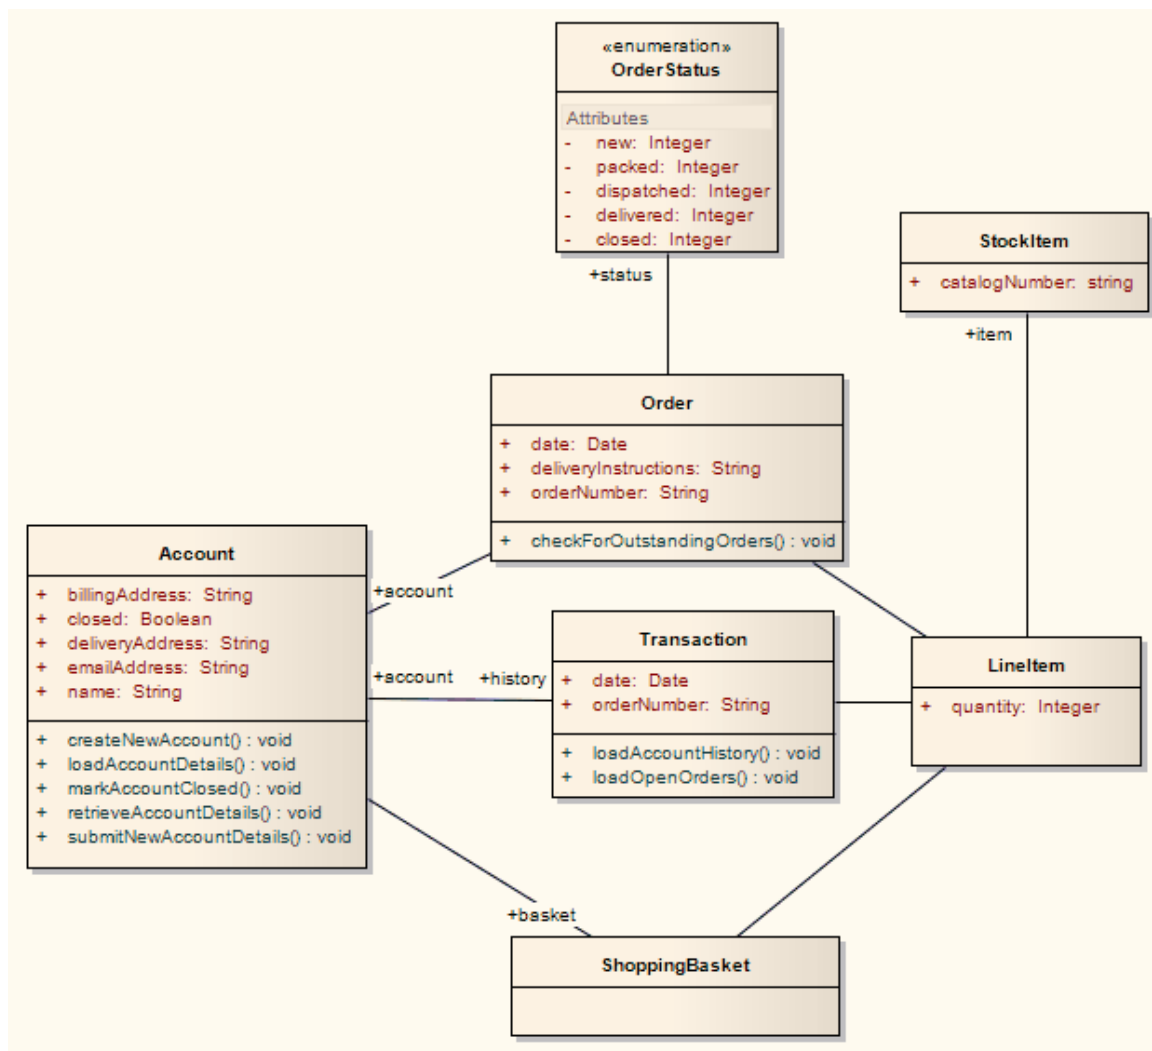 «enumeration»
OrderStatus
Attributes
- new: Integer
- packed: Integer
- dispatched: Integer
- delivered: Integer
- closed: Integer
+status
StockItem
+ catalogNumber: string
+item
Order
+ date: Date
+ deliveryInstructions: String
+ orderNumber: String
+ checkForOutstandingOrders() : void
Account
+ billingAddress: String
+ closed: Boolean
+ deliveryAddress: String
+ emailAddress: String
+ name: String
+ createNewAccount() : void
+ loadAccountDetails() : void
+ markAccountClosed() : void
+ retrieveAccountDetails() : void
+ submitNewAccountDetails() : void
+account
+account
+history
Transaction
+ date: Date
+ orderNumber: String
+ loadAccountHistory() : void
+ loadOpenOrders() : void
LineItem
+ quantity: Integer
+basket
ShoppingBasket